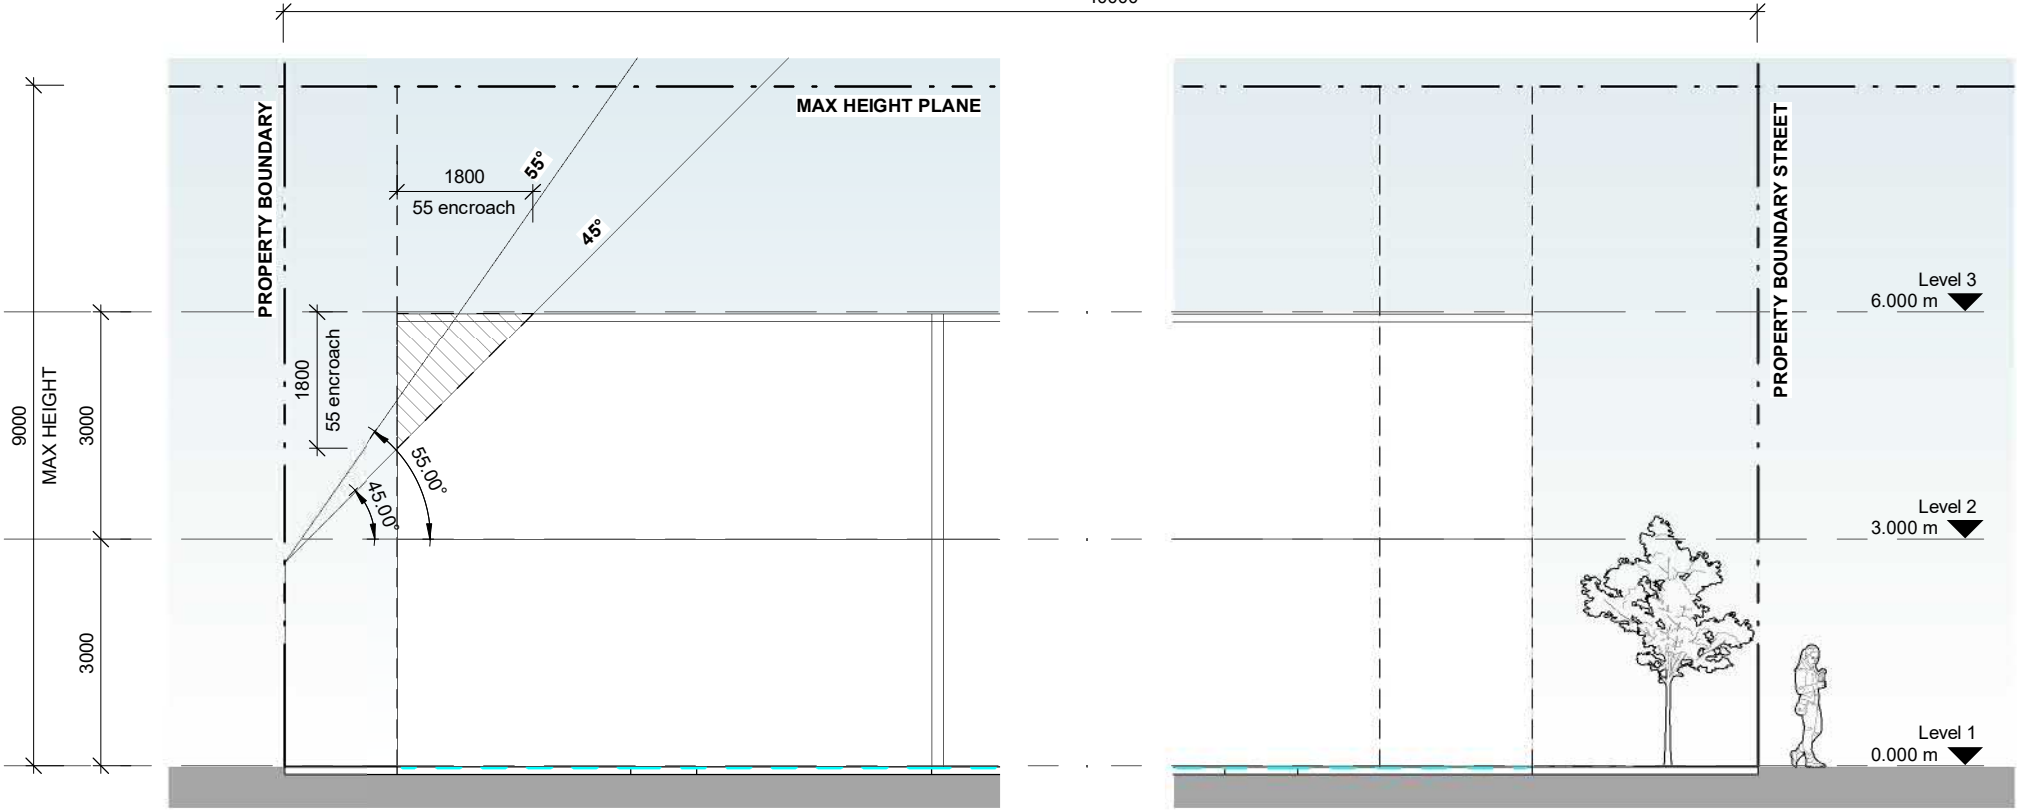 MAX HEIGHT PLANE
PROPERTY BOUNDARY
PROPERTY BOUNDARY STREET
1800
55 encroach
55°
45°
Level 3
6.000 m
1800
55 encroach
9000
MAX HEIGHT
3000
55.00°
45.00°
Level 2
3.000 m
3000
Level 1
0.000 m